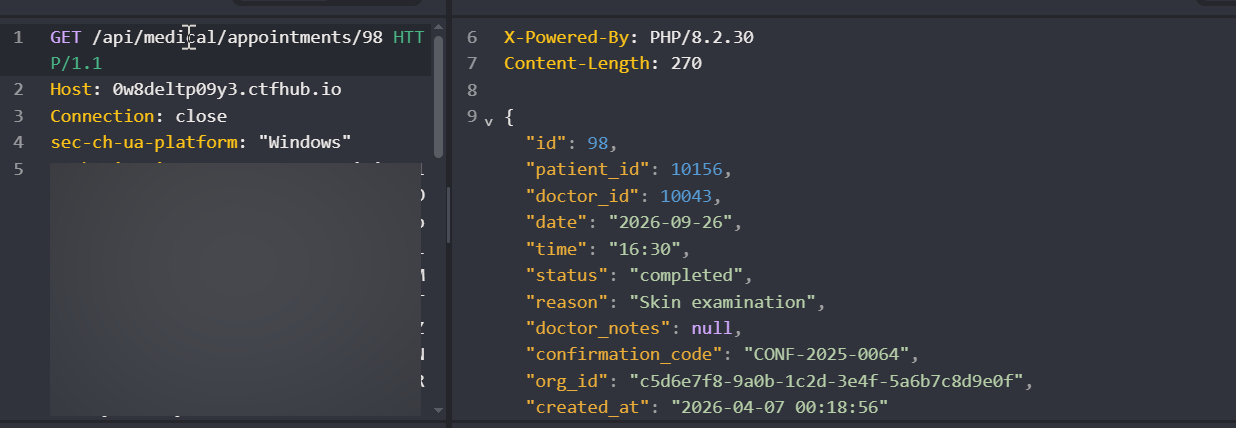 1 GET /api/medical/appointments/98 HTT
P/1.1
2 Host: 0w8deltp09y3.ctfhub.io
3 Connection: close
4 sec-ch-ua-platform: "Windows"
5
6 X-Powered-By: PHP/8.2.30
7 Content-Length: 270
8
9 {
"id": 98,
"patient_id": 10156,
"doctor_id": 10043,
"date": "2026-09-26",
"time": "16:30",
"status": "completed",
"reason": "Skin examination",
"doctor_notes": null,
"confirmation_code": "CONF-2025-0064",
"org_id": "c5d6e7f8-9a0b-1c2d-3e4f-5a6b7c8d9e0f",
"created_at": "2026-04-07 00:18:56"